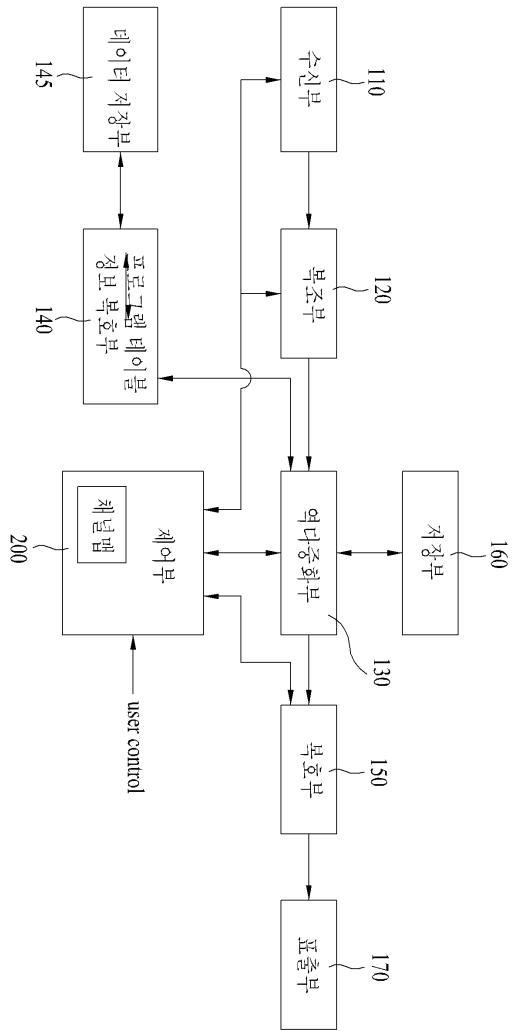 160
저장부
110
수신부
120
복조부
역다중화부
130
150
복호부
170
표출부
145
데이터 저장부
프로그램 테이블
정보 복호부
140
제어부
채널맵
200
user control